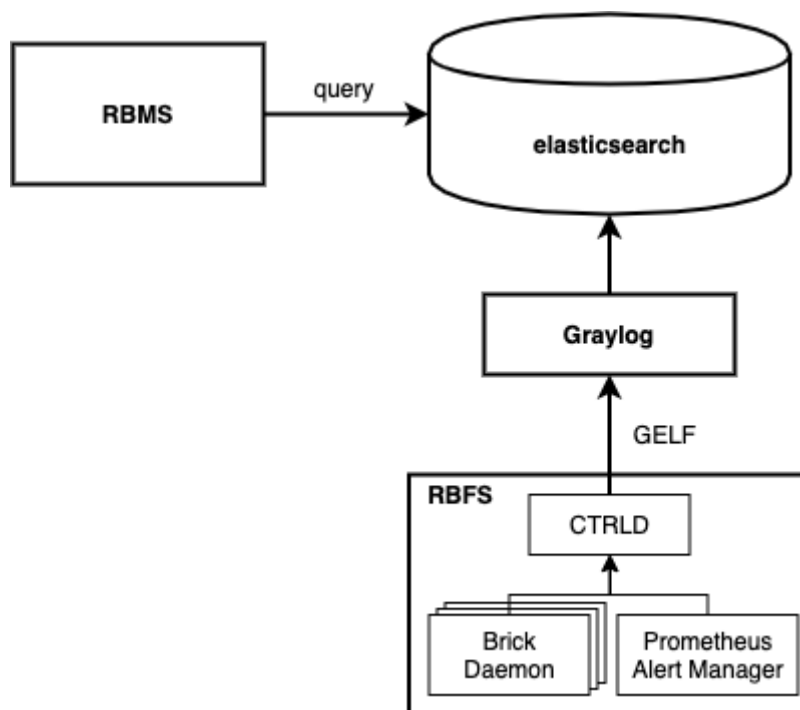 RBMS
query
elasticsearch
Graylog
GELF
RBFS
CTRLD
Brick
Daemon
Prometheus
Alert Manager